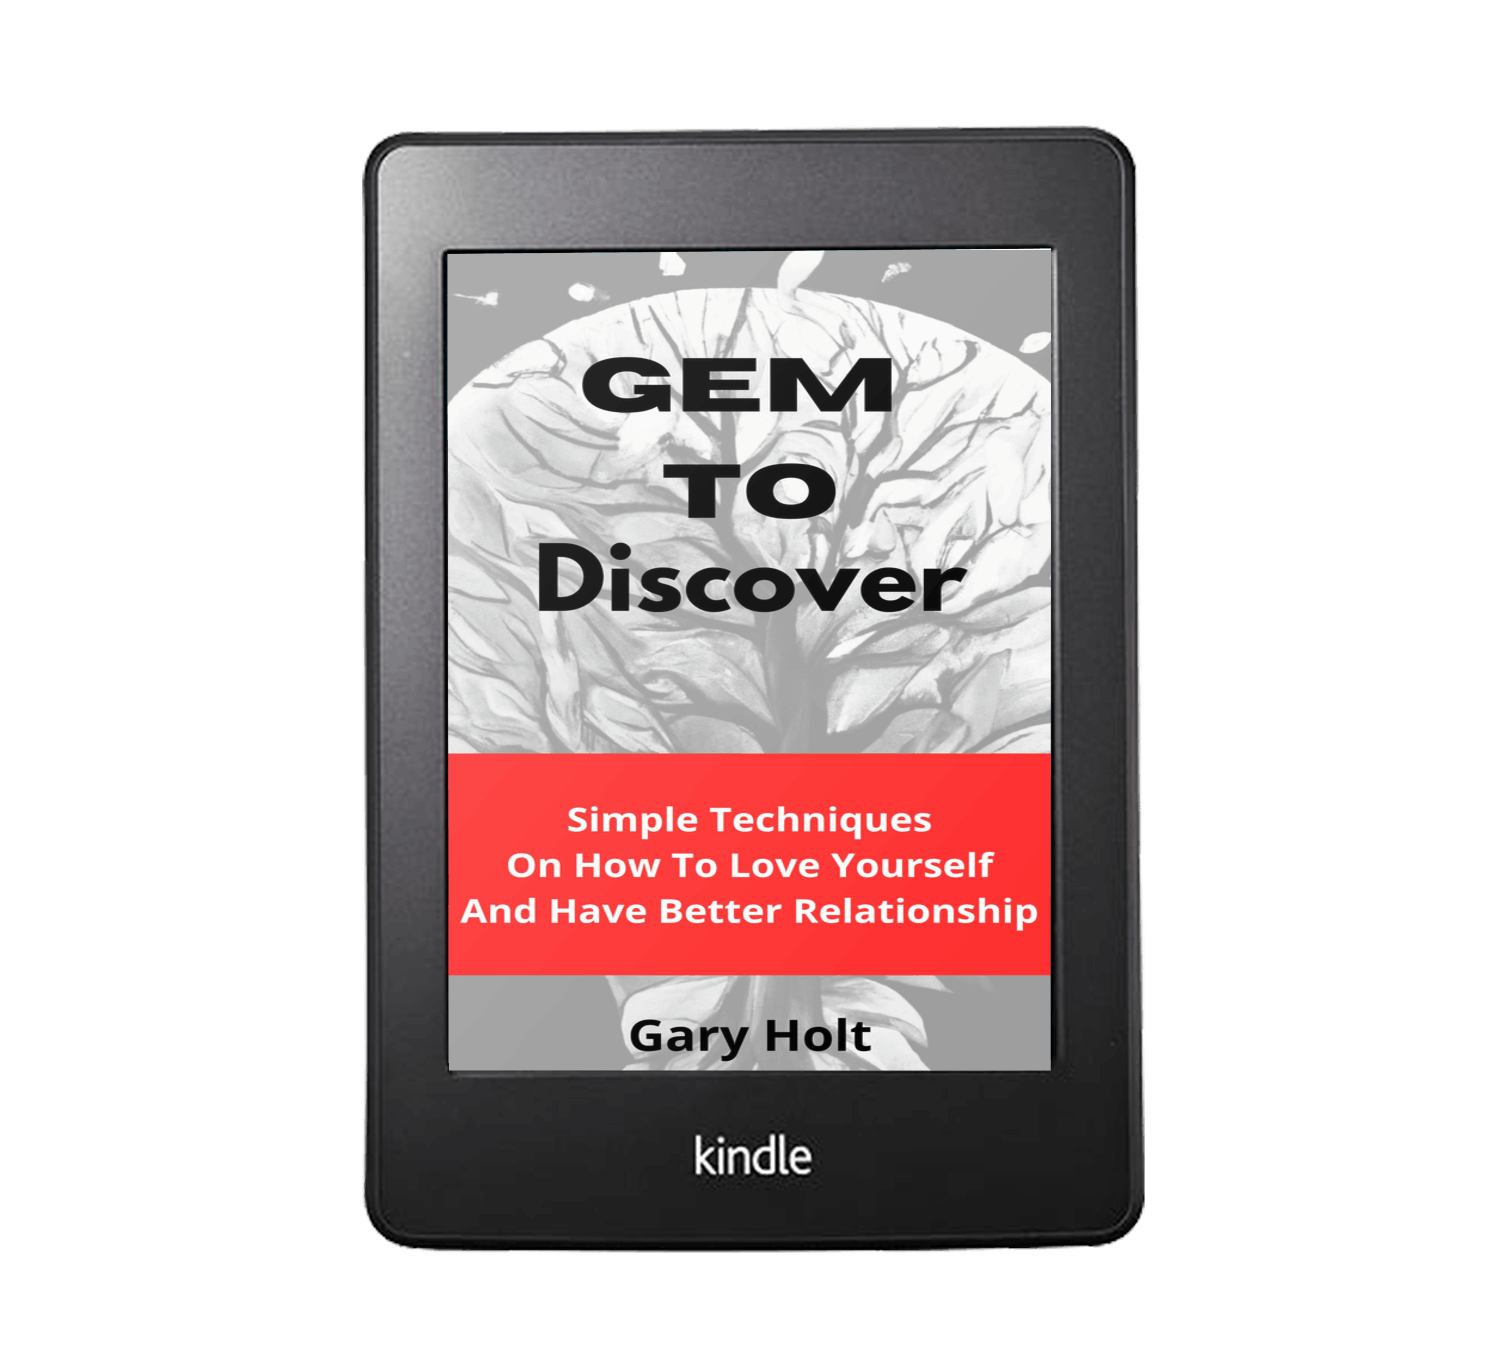 GEM
TO
Discover
Simple Techniques
On How To Love Yourself
And Have Better Relationship
Gary Holt
kindle